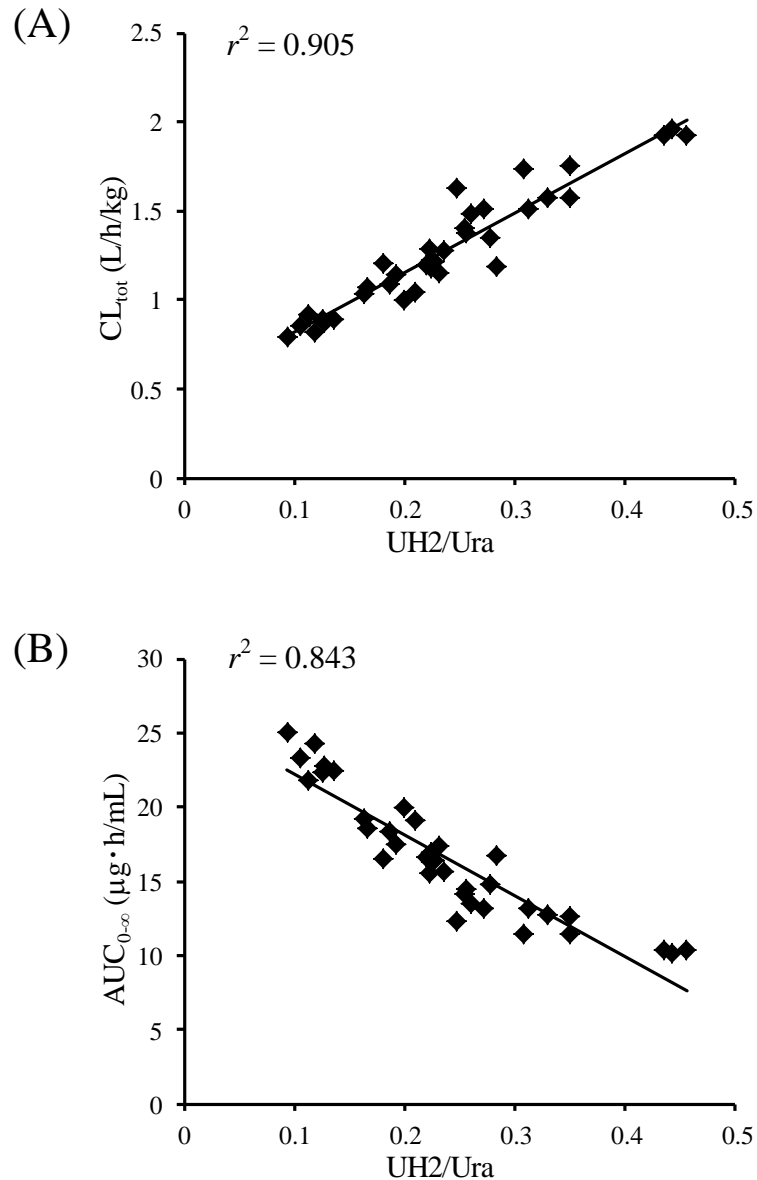 (A)
r² = 0.905
2.5
2
1.5
1
0.5
0
CLtot (L/h/kg)
0 0.1 0.2 0.3 0.4 0.5
UH2/Ura
(B)
r² = 0.843
30
25
20
15
10
5
0
AUC0-∞ (μg・h/mL)
0 0.1 0.2 0.3 0.4 0.5
UH2/Ura